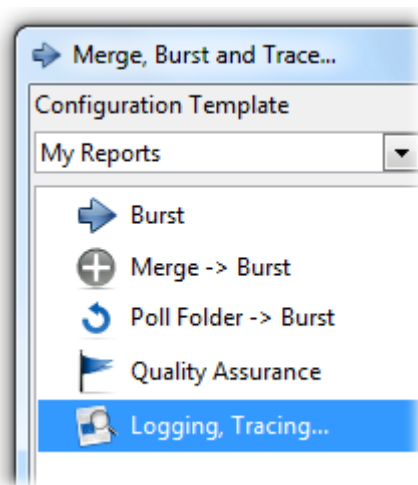 Merge, Burst and Trace...
Configuration Template
My Reports
Burst
Merge -> Burst
Poll Folder -> Burst
Quality Assurance
Logging, Tracing...